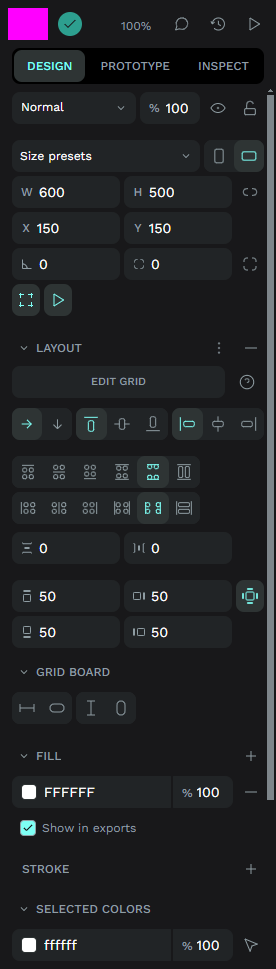 100%
DESIGN PROTOTYPE INSPECT
Normal % 100
Size presets
W 600 H 500
X 150 Y 150
0 0
LAYOUT
EDIT GRID
0 0
50 50
50 50
GRID BOARD
FILL
FFFFFF % 100
Show in exports
STROKE
SELECTED COLORS
ffffff % 100